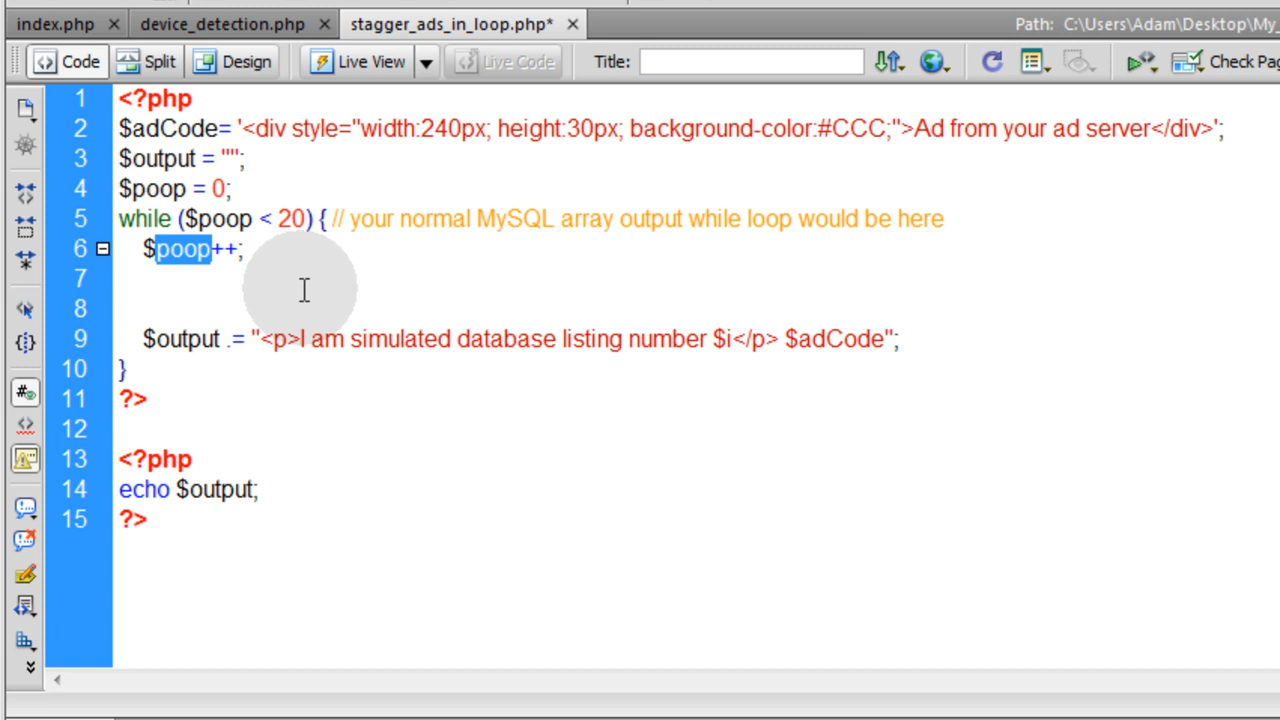 index.php × device_detection.php × stagger_ads_in_loop.php* × Path: C:\Users\Adam\Desktop\My_
Code Split Design Live View Live Code Title: Check Pag
1 <?php
2 $adCode= '<div style="width:240px; height:30px; background-color:#CCC;">Ad from your ad server</div>';
3 $output = "";
4 $poop = 0;
5 while ($poop < 20) { // your normal MySQL array output while loop would be here
6 $poop++;
7
8
9 $output .= "<p>I am simulated database listing number $i</p> $adCode";
10 }
11 ?>
12
13 <?php
14 echo $output;
15 ?>